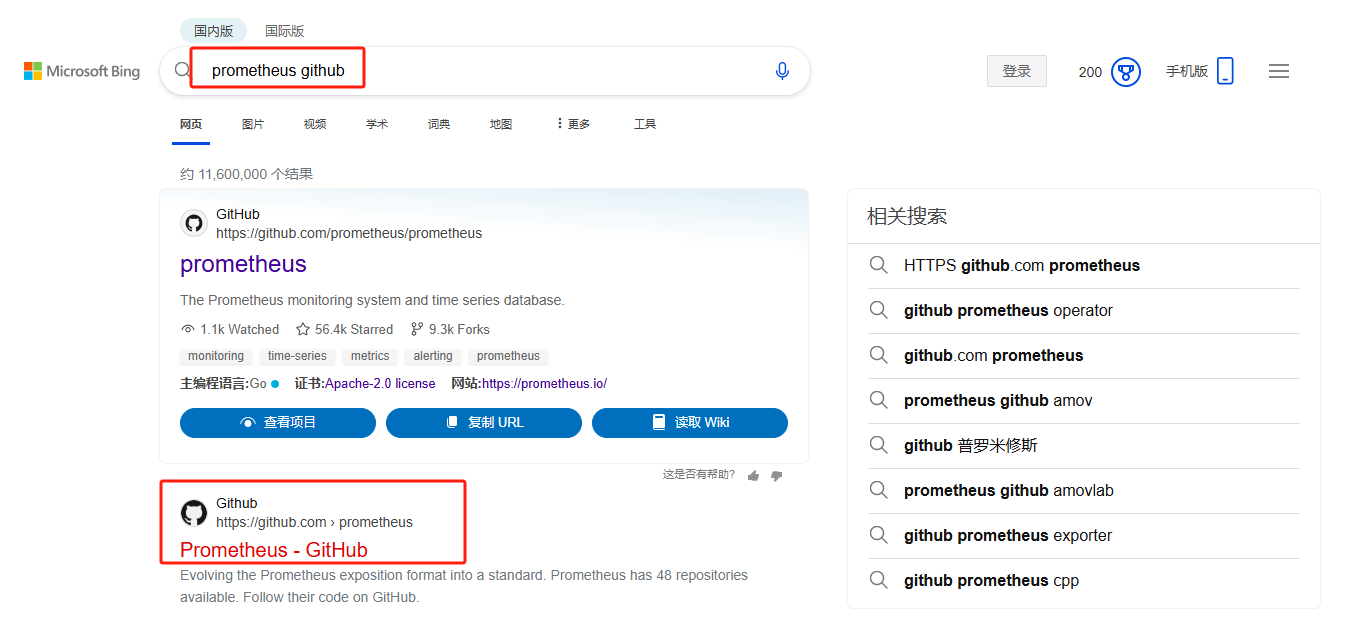 国内版 国际版
Microsoft Bing
prometheus github
登录
200
手机版
网页 图片 视频 学术 词典 地图 更多 工具
约 11,600,000 个结果
GitHub
https://github.com/prometheus/prometheus
prometheus
The Prometheus monitoring system and time series database.
1.1k Watched 56.4k Starred 9.3k Forks
monitoring time-series metrics alerting prometheus
主编程语言:Go 证书:Apache-2.0 license 网站:https://prometheus.io/
查看项目 复制 URL 读取 Wiki
这是否有帮助?
Github
https://github.com › prometheus
Prometheus - GitHub
Evolving the Prometheus exposition format into a standard. Prometheus has 48 repositories
available. Follow their code on GitHub.
相关搜索
HTTPS github.com prometheus
github prometheus operator
github.com prometheus
prometheus github amov
github 普罗米修斯
prometheus github amovlab
github prometheus exporter
github prometheus cpp